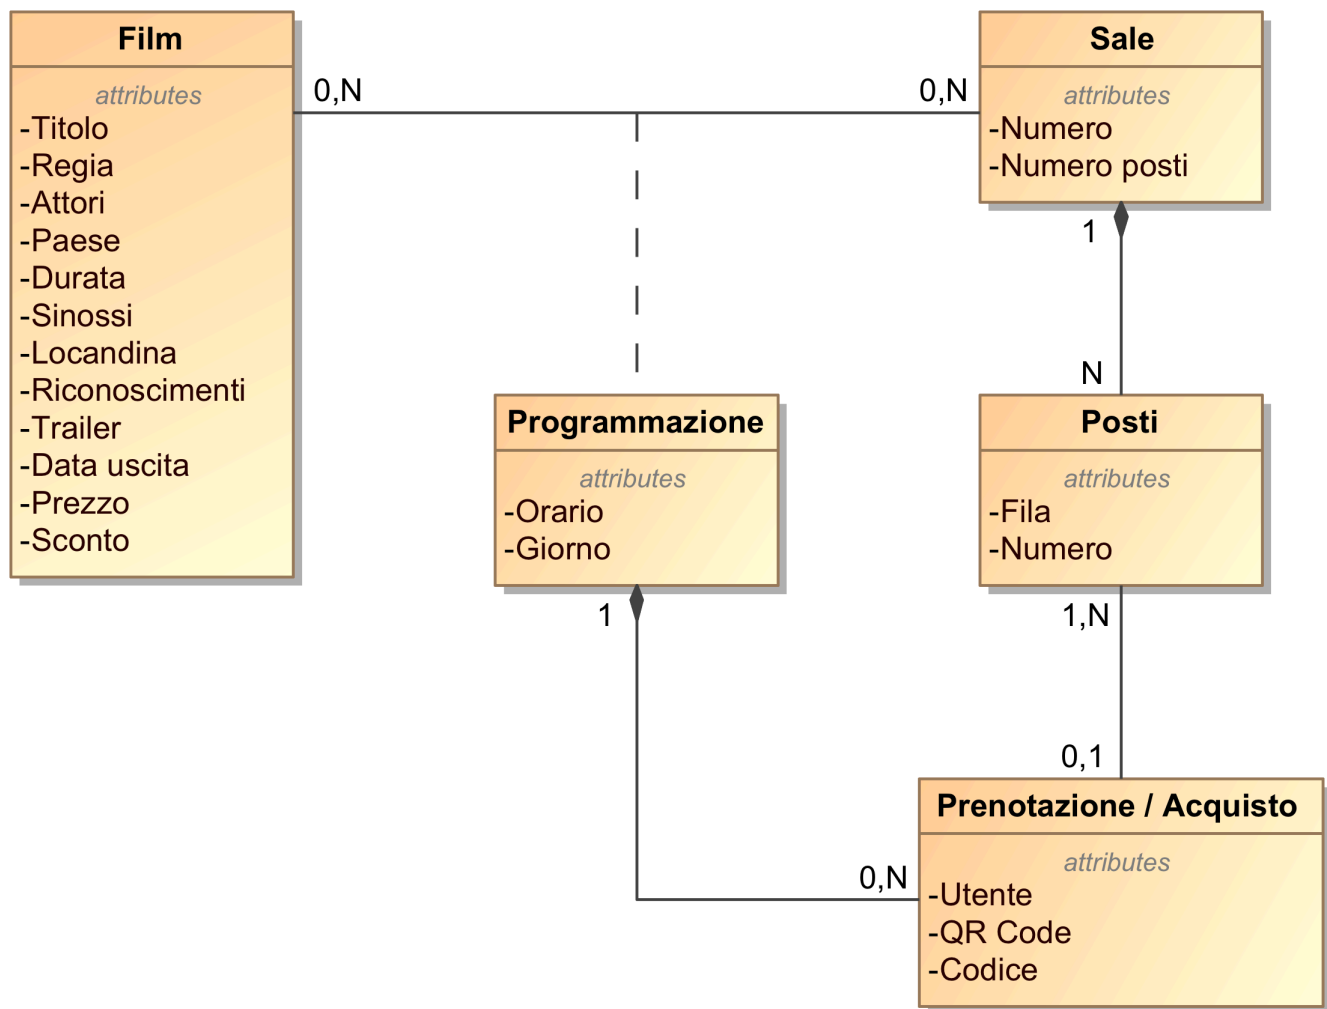 Film
attributes
-Titolo
-Regia
-Attori
-Paese
-Durata
-Sinossi
-Locandina
-Riconoscimenti
-Trailer
-Data uscita
-Prezzo
-Sconto
0,N
0,N
Sale
attributes
-Numero
-Numero posti
1
N
Programmazione
attributes
-Orario
-Giorno
1
0,N
Posti
attributes
-Fila
-Numero
1,N
0,1
Prenotazione / Acquisto
attributes
-Utente
-QR Code
-Codice